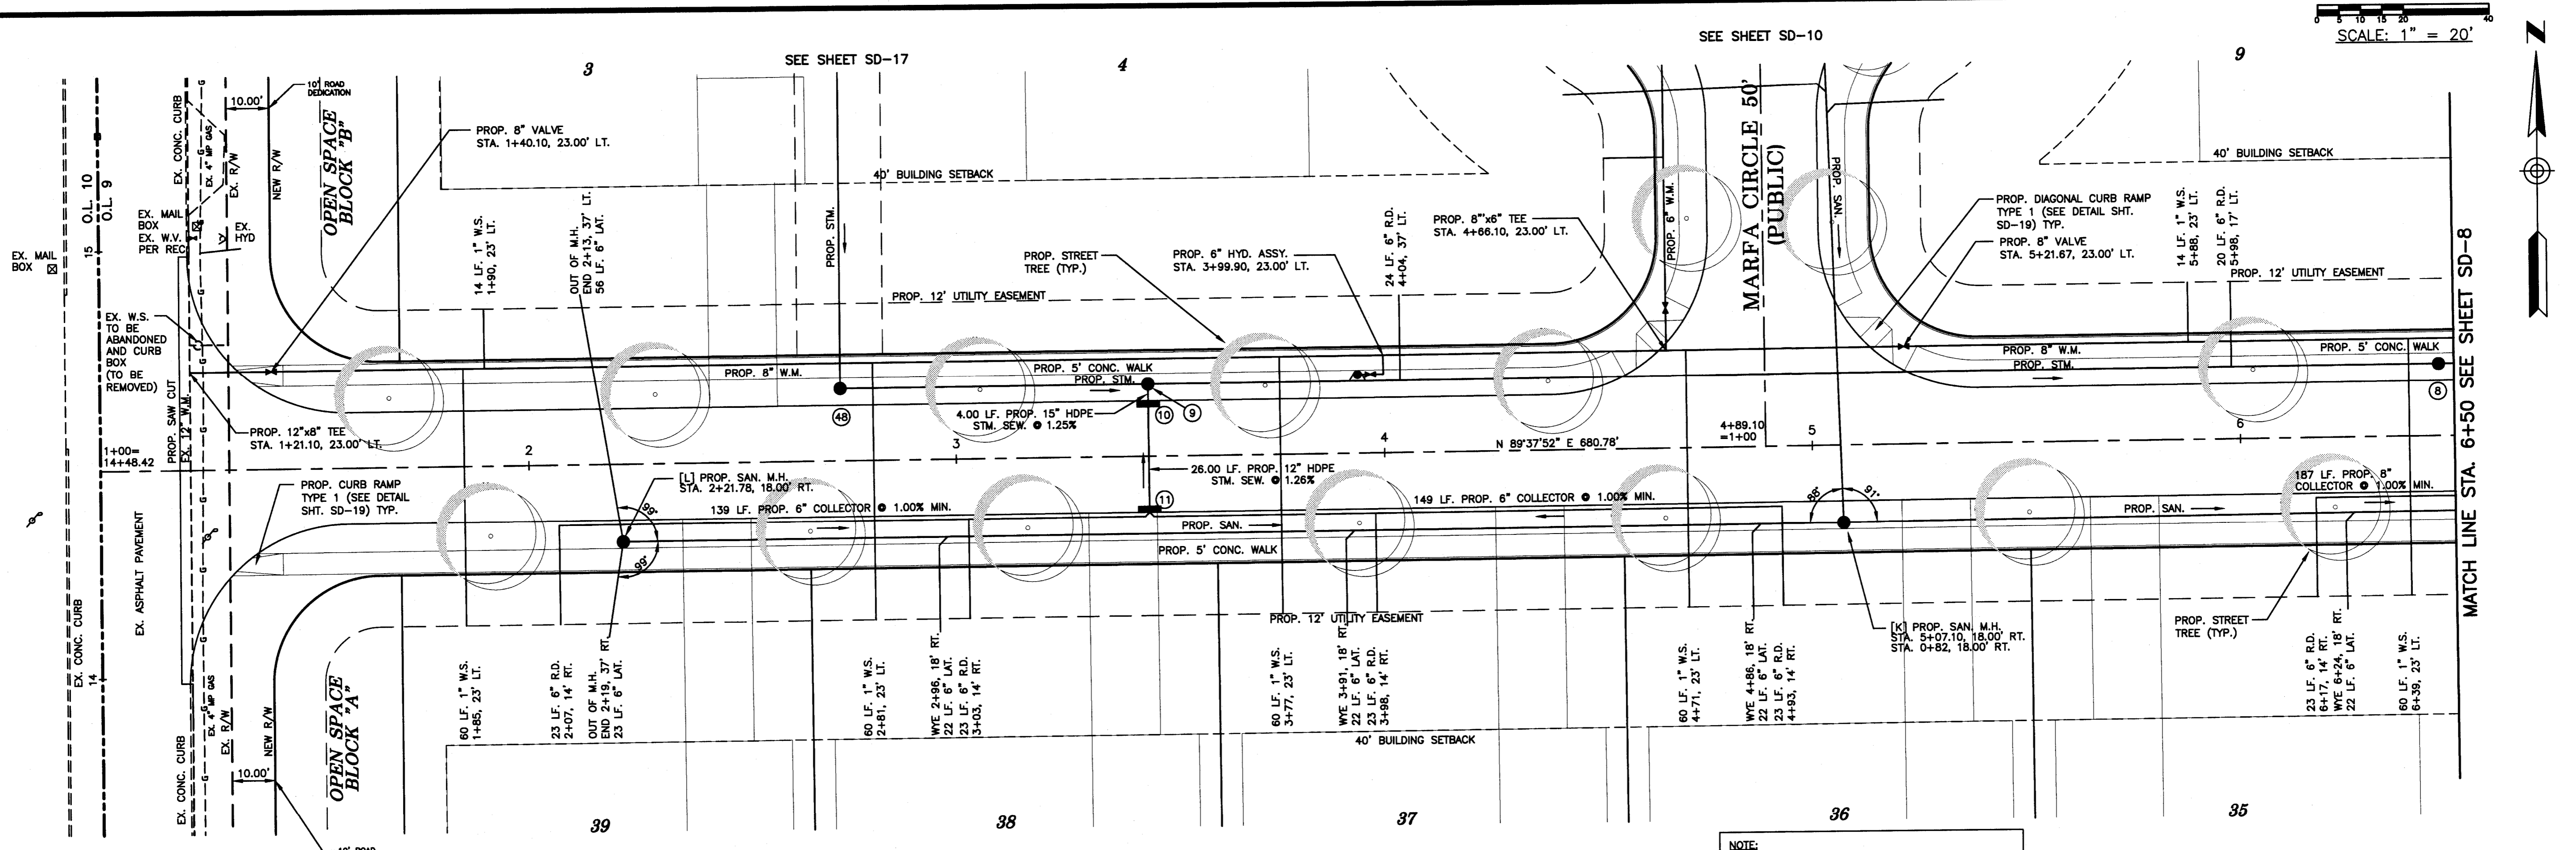 0 5 10 15 20 40
SCALE: 1" = 20'
N
SEE SHEET SD-17
SEE SHEET SD-10
3
4
9
10' ROAD
DEDICATION
10.00'
EX. CONC. CURB
EX. 4" MP GAS
G
EX. R/W
NEW R/W
OPEN SPACE
BLOCK "B"
O.L. 10
O.L. 9
15
EX. MAIL
BOX
EX. W.V.
PER REC
EX.
HYD
EX. MAIL
BOX
PROP. 8" VALVE
STA. 1+40.10, 23.00' LT.
40' BUILDING SETBACK
40' BUILDING SETBACK
14 LF. 1" W.S.
1+90, 23' LT.
OUT OF M.H.
END 2+13, 37' LT.
56 LF. 6" LAT.
PROP. STM.
PROP. STREET
TREE (TYP.)
PROP. 6" HYD. ASSY.
STA. 3+99.90, 23.00' LT.
24 LF. 6" R.D.
4+04, 37' LT.
PROP. 8"'x6" TEE
STA. 4+66.10, 23.00' LT.
PROP. 6" W.M.
MARFA CIRCLE 50'
(PUBLIC)
PROP. SAN.
PROP. DIAGONAL CURB RAMP
TYPE 1 (SEE DETAIL SHT.
SD-19) TYP.
PROP. 8" VALVE
STA. 5+21.67, 23.00' LT.
14 LF. 1" W.S.
5+88, 23' LT.
20 LF. 6" R.D.
5+98, 17' LT.
PROP. 12' UTILITY EASEMENT
PROP. 12' UTILITY EASEMENT
MATCH LINE STA. 6+50 SEE SHEET SD-8
EX. W.S.
TO BE
ABANDONED
AND CURB
BOX
(TO BE
REMOVED)
PROP. SAW CUT
EX. 12" W.M.
PROP. 12"x8" TEE
STA. 1+21.10, 23.00' LT.
PROP. 8" W.M.
PROP. 5' CONC. WALK
PROP. STM.
PROP. 8" W.M.
PROP. 5' CONC. WALK
PROP. STM.
48
10
9
8
4.00 LF. PROP. 15" HDPE
STM. SEW. @ 1.25%
1+00=
14+48.42
2
3
4
N 89°37'52" E 680.78'
4+89.10
=1+00
5
6
26.00 LF. PROP. 12" HDPE
STM. SEW. @ 1.26%
11
PROP. CURB RAMP
TYPE 1 (SEE DETAIL
SHT. SD-19) TYP.
[L] PROP. SAN. M.H.
STA. 2+21.78, 18.00' RT.
99°
99°
139 LF. PROP. 6" COLLECTOR @ 1.00% MIN.
149 LF. PROP. 6" COLLECTOR @ 1.00% MIN.
88°
91°
187 LF. PROP. 8"
COLLECTOR @ 1.00% MIN.
PROP. SAN.
PROP. SAN.
PROP. 5' CONC. WALK
EX. ASPHALT PAVEMENT
EX. CONC. CURB
14
EX. CONC. CURB
G
EX. 4" MP GAS
EX. R/W
NEW R/W
10.00'
OPEN SPACE
BLOCK "A"
PROP. 12' UTILITY EASEMENT
[K] PROP. SAN. M.H.
STA. 5+07.10, 18.00' RT.
STA. 0+82, 18.00' RT.
PROP. STREET
TREE (TYP.)
60 LF. 1" W.S.
1+85, 23' LT.
23 LF. 6" R.D.
2+07, 14' RT.
OUT OF M.H.
END 2+19, 37' RT.
23 LF. 6" LAT.
60 LF. 1" W.S.
2+81, 23' LT.
WYE 2+96, 18' RT.
22 LF. 6" LAT.
23 LF. 6" R.D.
3+03, 14' RT.
60 LF. 1" W.S.
3+77, 23' LT.
WYE 3+91, 18' RT.
22 LF. 6" LAT.
23 LF. 6" R.D.
3+98, 14' RT.
60 LF. 1" W.S.
4+71, 23' LT.
WYE 4+86, 18' RT.
22 LF. 6" LAT.
23 LF. 6" R.D.
4+93, 14' RT.
23 LF. 6" R.D.
6+17, 14' RT.
WYE 6+24, 18' RT.
22 LF. 6" LAT.
60 LF. 1" W.S.
6+39, 23' LT.
40' BUILDING SETBACK
39
38
37
36
35
10' ROAD
NOTE: